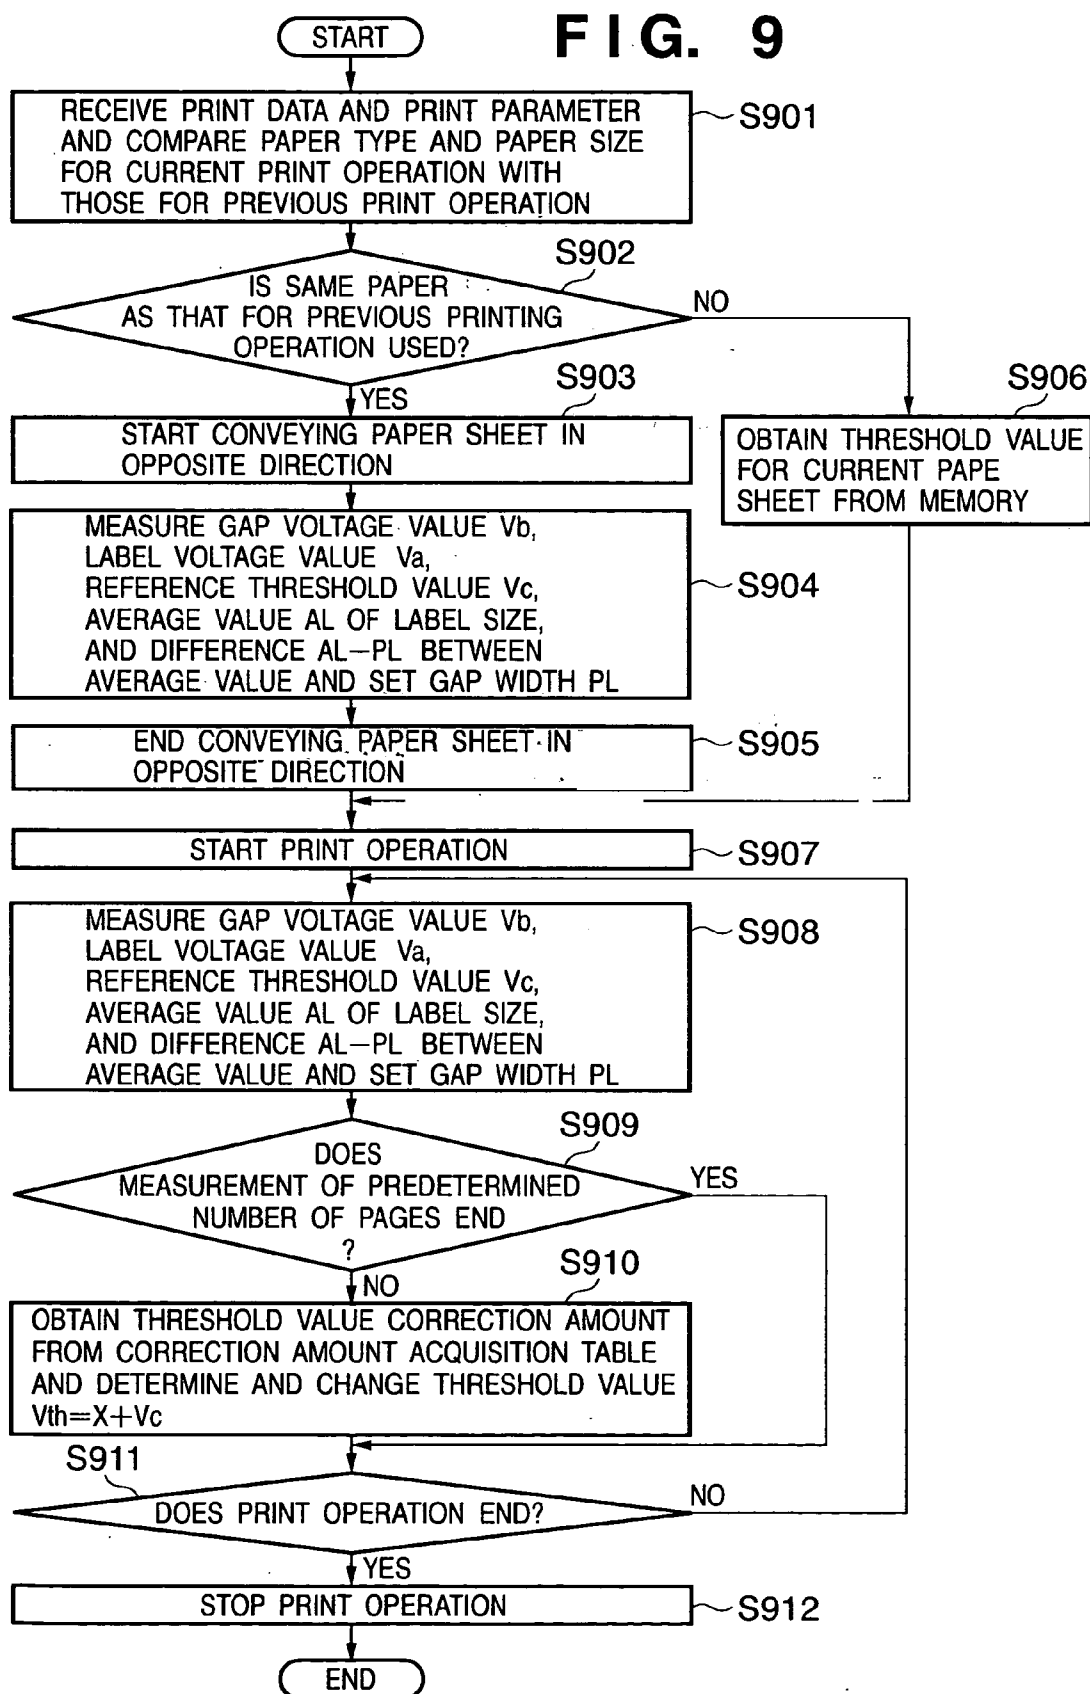 FIG. 9
START
RECEIVE PRINT DATA AND PRINT PARAMETER
AND COMPARE PAPER TYPE AND PAPER SIZE
FOR CURRENT PRINT OPERATION WITH
THOSE FOR PREVIOUS PRINT OPERATION
S901
S902
IS SAME PAPER
AS THAT FOR PREVIOUS PRINTING
OPERATION USED?
NO
YES
S903
START CONVEYING PAPER SHEET IN
OPPOSITE DIRECTION
S906
OBTAIN THRESHOLD VALUE
FOR CURRENT PAPE
SHEET FROM MEMORY
MEASURE GAP VOLTAGE VALUE Vb,
LABEL VOLTAGE VALUE Va,
REFERENCE THRESHOLD VALUE Vc,
AVERAGE VALUE AL OF LABEL SIZE,
AND DIFFERENCE AL−PL BETWEEN
AVERAGE VALUE AND SET GAP WIDTH PL
S904
END CONVEYING PAPER SHEET IN
OPPOSITE DIRECTION
S905
START PRINT OPERATION
S907
MEASURE GAP VOLTAGE VALUE Vb,
LABEL VOLTAGE VALUE Va,
REFERENCE THRESHOLD VALUE Vc,
AVERAGE VALUE AL OF LABEL SIZE,
AND DIFFERENCE AL−PL BETWEEN
AVERAGE VALUE AND SET GAP WIDTH PL
S908
S909
DOES
MEASUREMENT OF PREDETERMINED
NUMBER OF PAGES END
?
YES
NO
S910
OBTAIN THRESHOLD VALUE CORRECTION AMOUNT
FROM CORRECTION AMOUNT ACQUISITION TABLE
AND DETERMINE AND CHANGE THRESHOLD VALUE
Vth=X+Vc
S911
DOES PRINT OPERATION END?
NO
YES
STOP PRINT OPERATION
S912
END